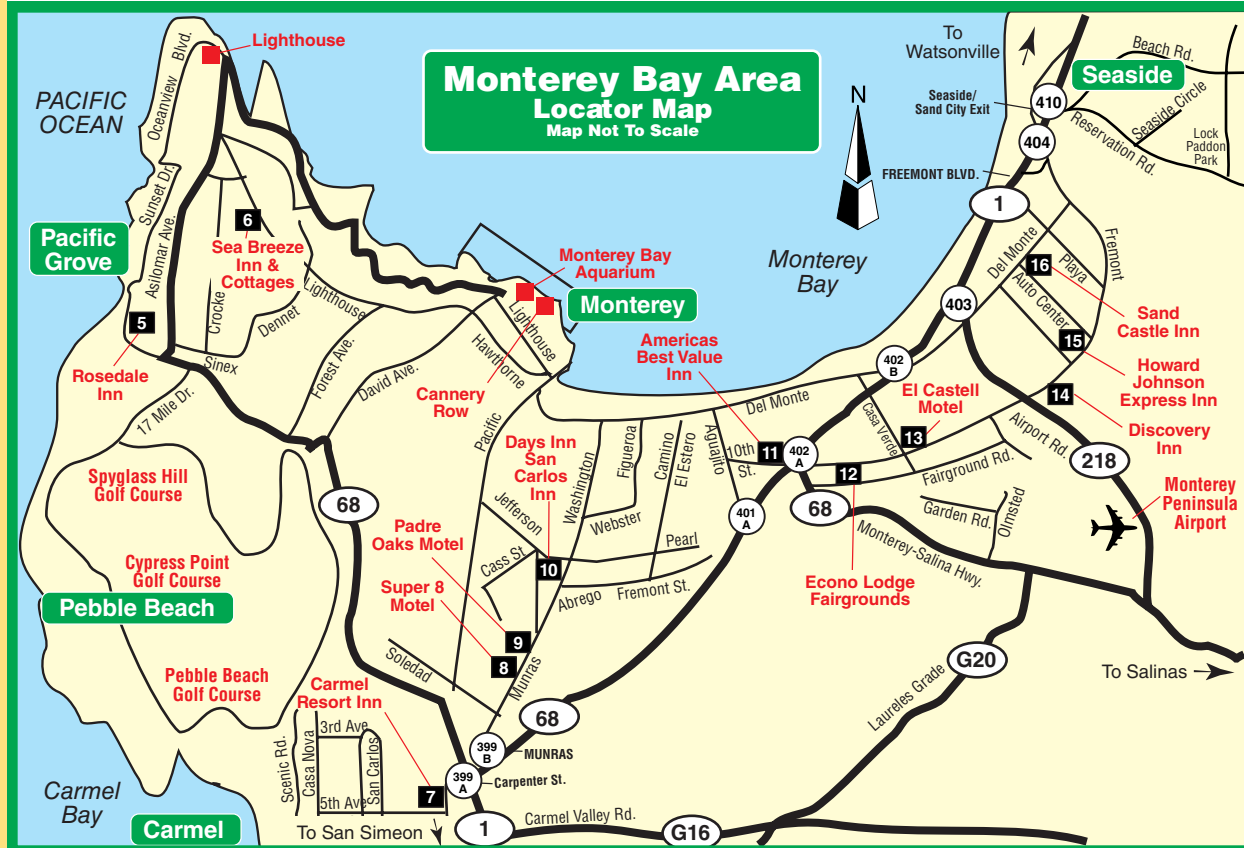 Monterey Bay Area
Locator Map
Map Not To Scale
N
To
Watsonville
Seaside/
Sand City Exit
410
404
FREEMONT BLVD.
1
Seaside
Beach Rd.
Seaside Circle
Reservation Rd.
Lock
Paddon
Park
Lighthouse
PACIFIC
OCEAN
Oceanview Blvd.
Sunset Dr.
Asilomar Ave.
Pacific
Grove
6
Sea Breeze
Inn &
Cottages
Crocke
Dennet
Lighthouse
5
Rosedale
Inn
Sinex
17 Mile Dr.
Forest Ave.
David Ave.
Monterey Bay
Aquarium
Monterey
Lighthouse
Hawthorne
Cannery
Row
Pacific
Monterey
Bay
Del Monte
Fremont
Playa
16
Auto Center
15
Sand
Castle Inn
Howard
Johnson
Express Inn
403
402
B
Americas
Best Value
Inn
Del Monte
Casa Verde
El Castell
Motel
13
14
Discovery
Inn
Airport Rd.
218
Monterey
Peninsula
Airport
Aguajito
10th
St.
11
402
A
12
Fairground Rd.
68
Garden Rd.
Olmsted
Monterey-Salina Hwy.
Econo Lodge
Fairgrounds
401
A
Days Inn
San
Carlos
Inn
Washington
Figueroa
Camino
El Estero
Webster
Jefferson
Pearl
Cass St.
10
Abrego
Fremont St.
Padre
Oaks Motel
Super 8
Motel
9
8
Munras
Soledad
68
Spyglass Hill
Golf Course
Cypress Point
Golf Course
Pebble Beach
Pebble Beach
Golf Course
Carmel
Resort Inn
3rd Ave
Scenic Rd.
Casa Nova
San Carlos
5th Ave
7
68
399
B
MUNRAS
399
A
Carpenter St.
1
To San Simeon
Carmel Valley Rd.
G16
Laureles Grade
G20
To Salinas
Carmel
Bay
Carmel